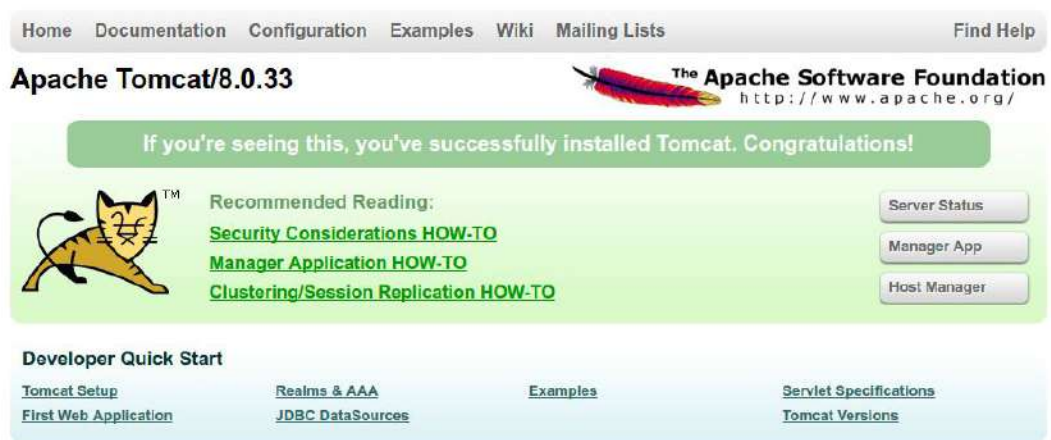 Home Documentation Configuration Examples Wiki Mailing Lists Find Help
Apache Tomcat/8.0.33
The Apache Software Foundation
http://www.apache.org/
If you're seeing this, you've successfully installed Tomcat. Congratulations!
TM
Recommended Reading:
Security Considerations HOW-TO
Manager Application HOW-TO
Clustering/Session Replication HOW-TO
Server Status
Manager App
Host Manager
Developer Quick Start
Tomcat Setup Realms & AAA Examples Servlet Specifications
First Web Application JDBC DataSources Tomcat Versions